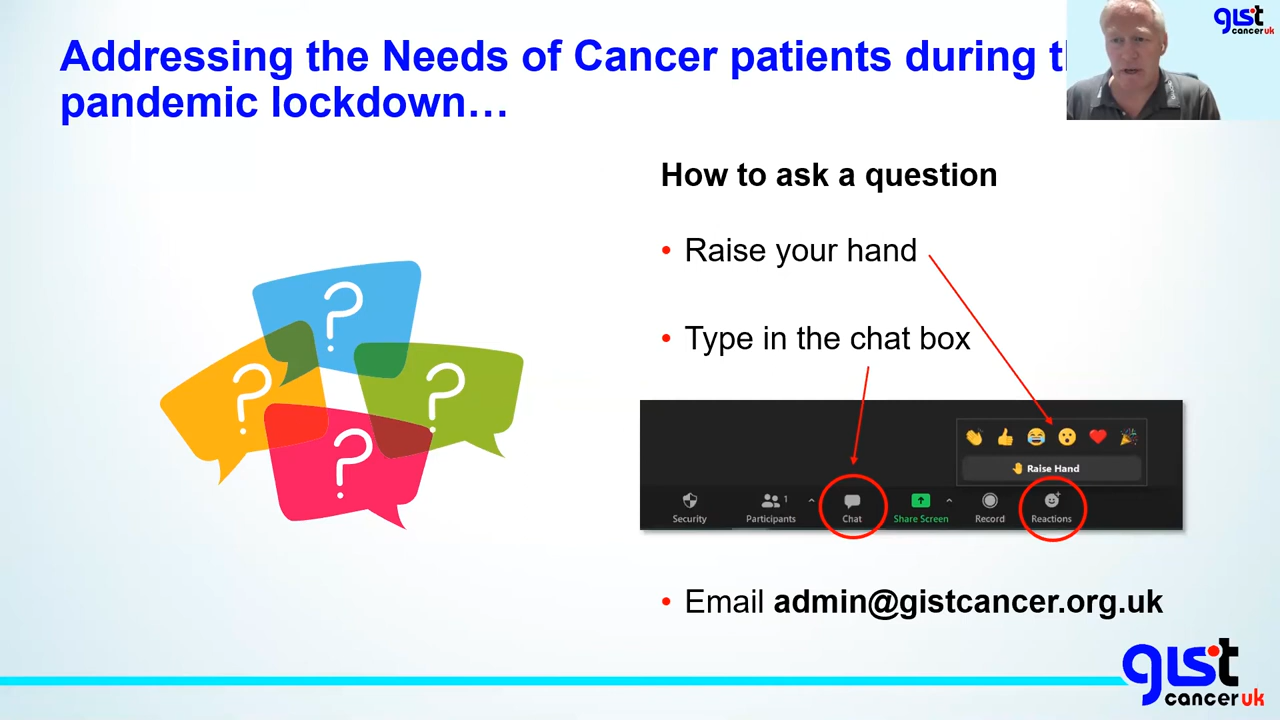 Addressing the Needs of Cancer patients during
pandemic lockdown…
gist
cancer uk
How to ask a question
• Raise your hand
• Type in the chat box
Raise Hand
Security
Participants
1
Chat
Share Screen
Record
Reactions
• Email admin@gistcancer.org.uk
gist
cancer uk
? ? ? ?